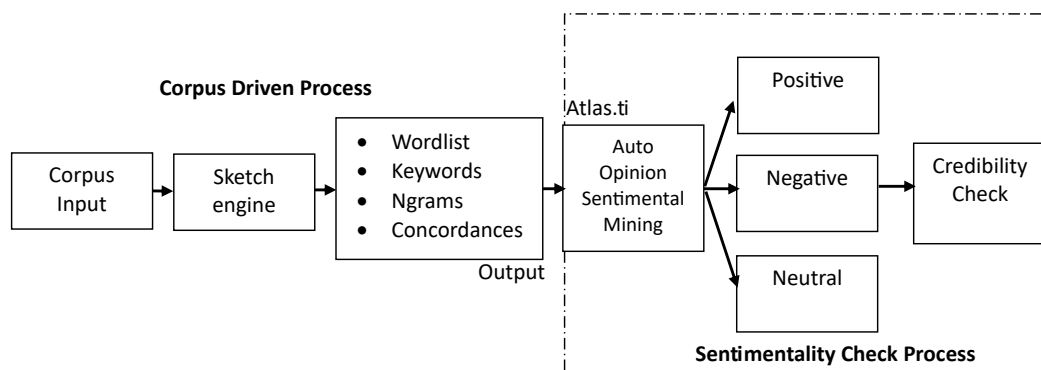 Corpus Driven Process
Corpus
Input
Sketch
engine
• Wordlist
• Keywords
• Ngrams
• Concordances
Output
Atlas.ti
Auto
Opinion
Sentimental
Mining
Positive
Negative
Neutral
Credibility
Check
Sentimentality Check Process